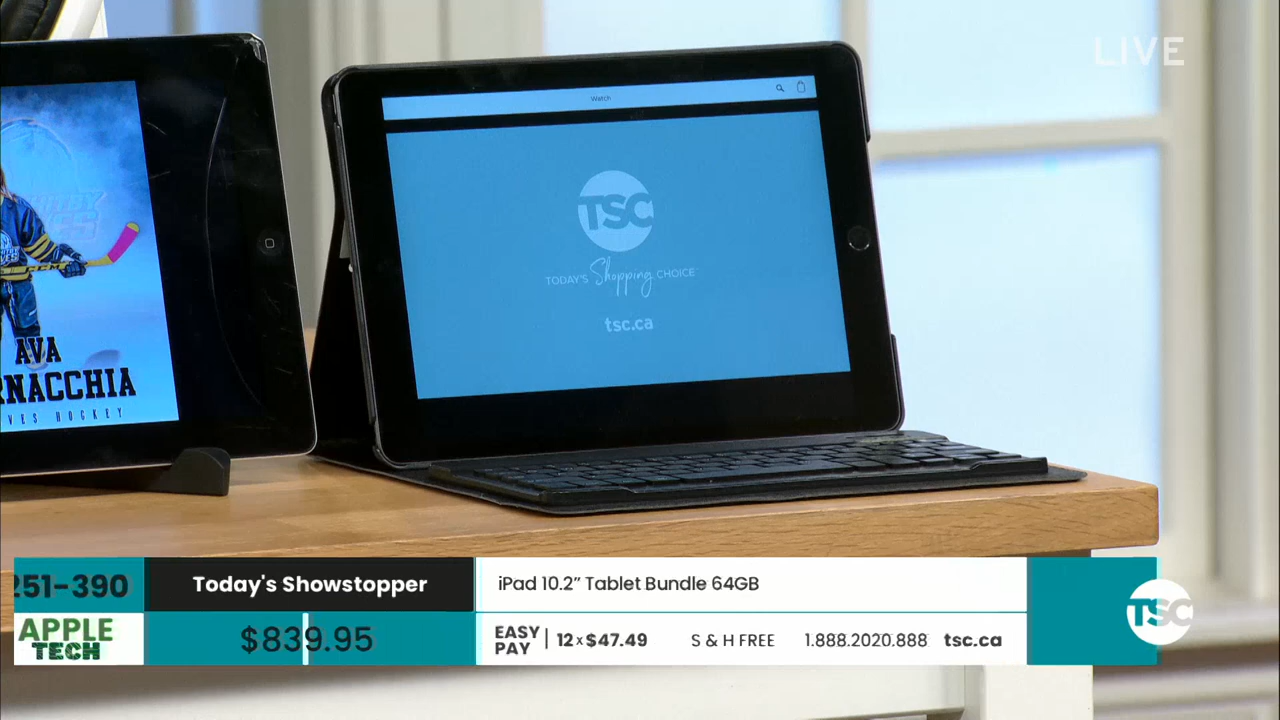 LIVE
Watch
TSC
TODAY'S Shopping CHOICE
tsc.ca
AVA
RNACCHIA
VES HOCKEY
251-390
Today's Showstopper
iPad 10.2” Tablet Bundle 64GB
APPLE
TECH
$839.95
EASY
PAY
12x$47.49
S & H FREE
1.888.2020.888
tsc.ca
TSC